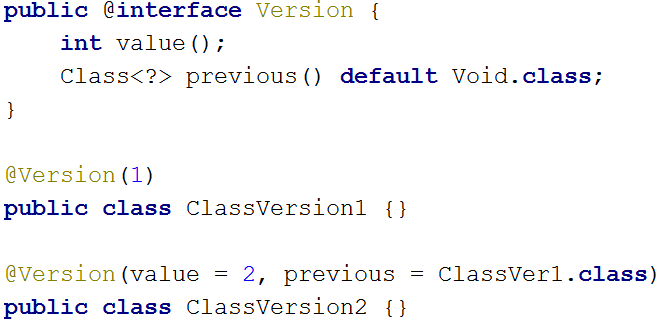 public @interface Version {
    int value();
    Class<?> previous() default Void.class;
}
@Version(1)
public class ClassVersion1 {}
@Version(value = 2, previous = ClassVer1.class)
public class ClassVersion2 {}